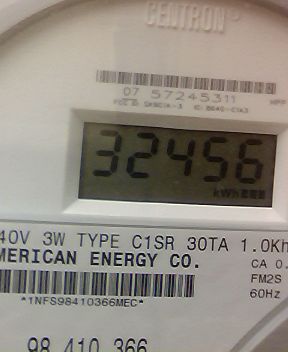 CENTRON®
07 57245311
32456
kWh
40V 3W TYPE C1SR 30TA 1.0Kh
MERICAN ENERGY CO.
CA 0.
FM2S
*1NFS98410366MEC*
60Hz
98 410 366